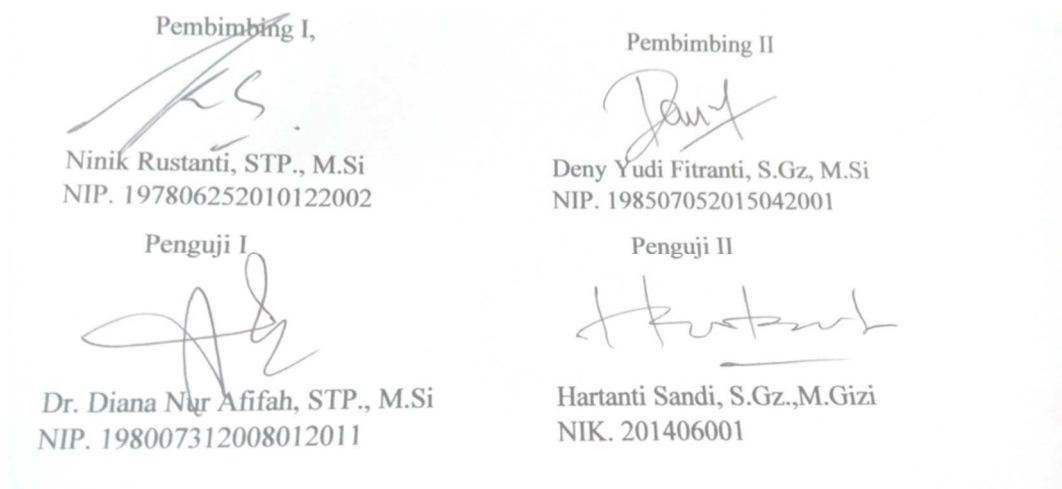 Pembimbing I,
Ninik Rustanti, STP., M.Si
NIP. 197806252010122002
Pembimbing II
Deny Yudi Fitranti, S.Gz, M.Si
NIP. 198507052015042001
Penguji I
Dr. Diana Nur Afifah, STP., M.Si
NIP. 198007312008012011
Penguji II
Hartanti Sandi, S.Gz.,M.Gizi
NIK. 201406001